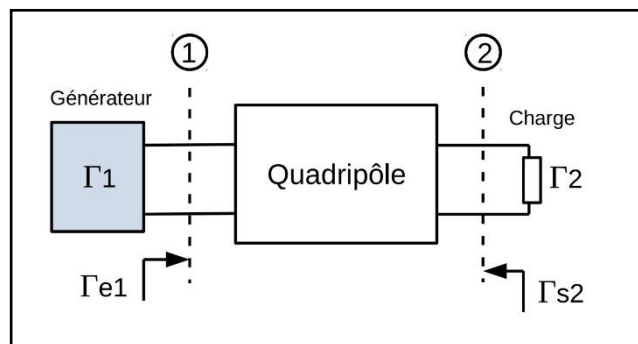 1
2
Générateur
Charge
Γ1
Quadripôle
Γ2
Γe1
Γs2